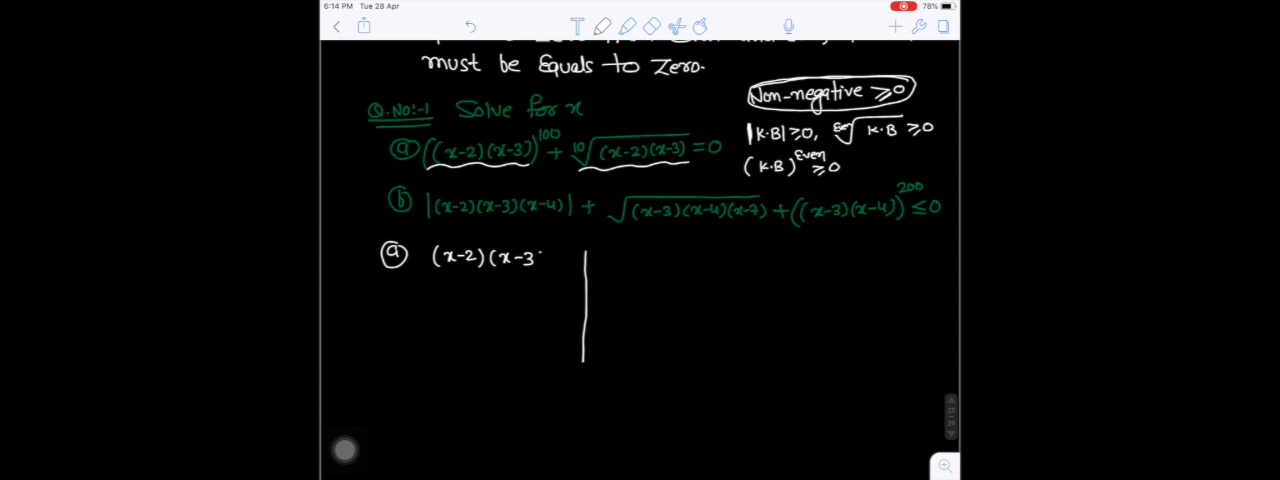 6:14 PM Tue 28 Apr
78%
must be Equals to Zero.
Non-negative ≥0
Q.No:-1 Solve for x
|K·B| ≥0, Even√K·B ≥0
(a) ((x-2)(x-3))^100 + 10√(x-2)(x-3) = 0
(K·B)^Even ≥0
(b) |(x-2)(x-3)(x-4)| + √(x-3)(x-4)(x-7) + ((x-3)(x-4))^200 ≤0
(a) (x-2)(x-3